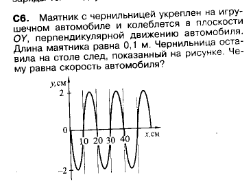 С6. Маятник с чернильницей укреплен на игру-
шечном автомобиле и колеблется в плоскости
OY, перпендикулярной движению автомобиля.
Длина маятника равна 0,1 м. Чернильница оста-
вила на столе след, показанный на рисунке. Че-
му равна скорость автомобиля?
y, см
2
0
10 20 30 40 x, см
−2